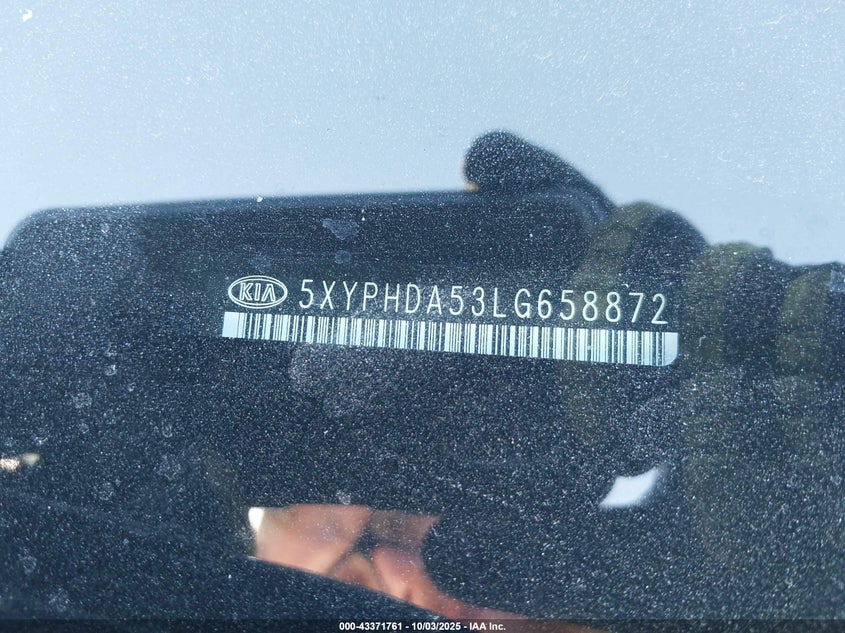 KIA 5XYPHDA53LG658872
000-43371761 - 10/03/2025 - IAA Inc.